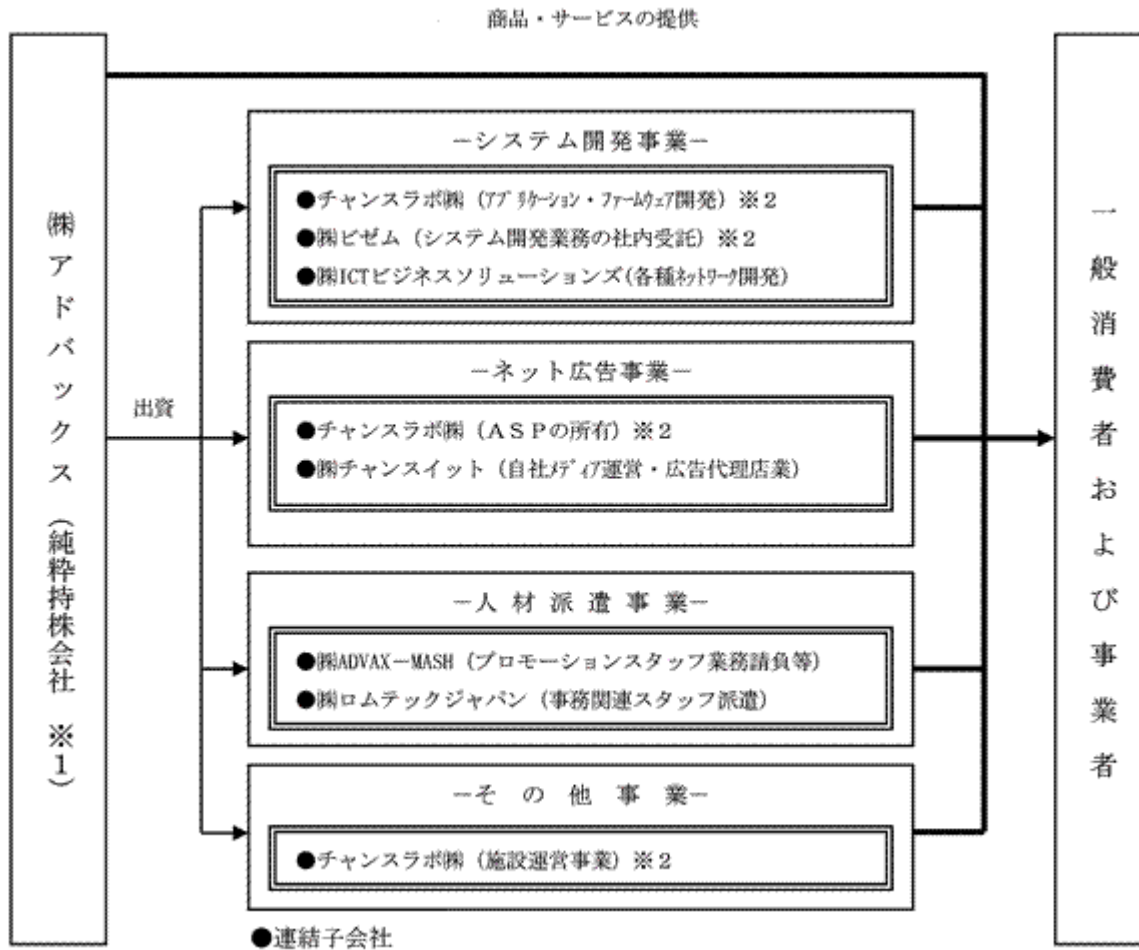 商品・サービスの提供
㈱アドバックス（純粋持株会社 ※1）
出資
－システム開発事業－
●チャンスラボ㈱（ｱﾌﾟﾘｹｰｼｮﾝ・ﾌｧｰﾑｳｪｱ開発）※２
●㈱ビゼム（システム開発業務の社内受託）※２
●㈱ICTビジネスソリューションズ(各種ﾈｯﾄﾜｰｸ開発)
－ネット広告事業－
●チャンスラボ㈱（ＡＳＰの所有）※２
●㈱チャンスイット（自社ﾒﾃﾞｨｱ運営・広告代理店業）
－人 材 派 遣 事 業－
●㈱ADVAX－MASH（プロモーションスタッフ業務請負等）
●㈱ロムテックジャパン（事務関連スタッフ派遣）
－そ の 他 事 業－
●チャンスラボ㈱（施設運営事業）※２
一般消費者および事業者
●連結子会社